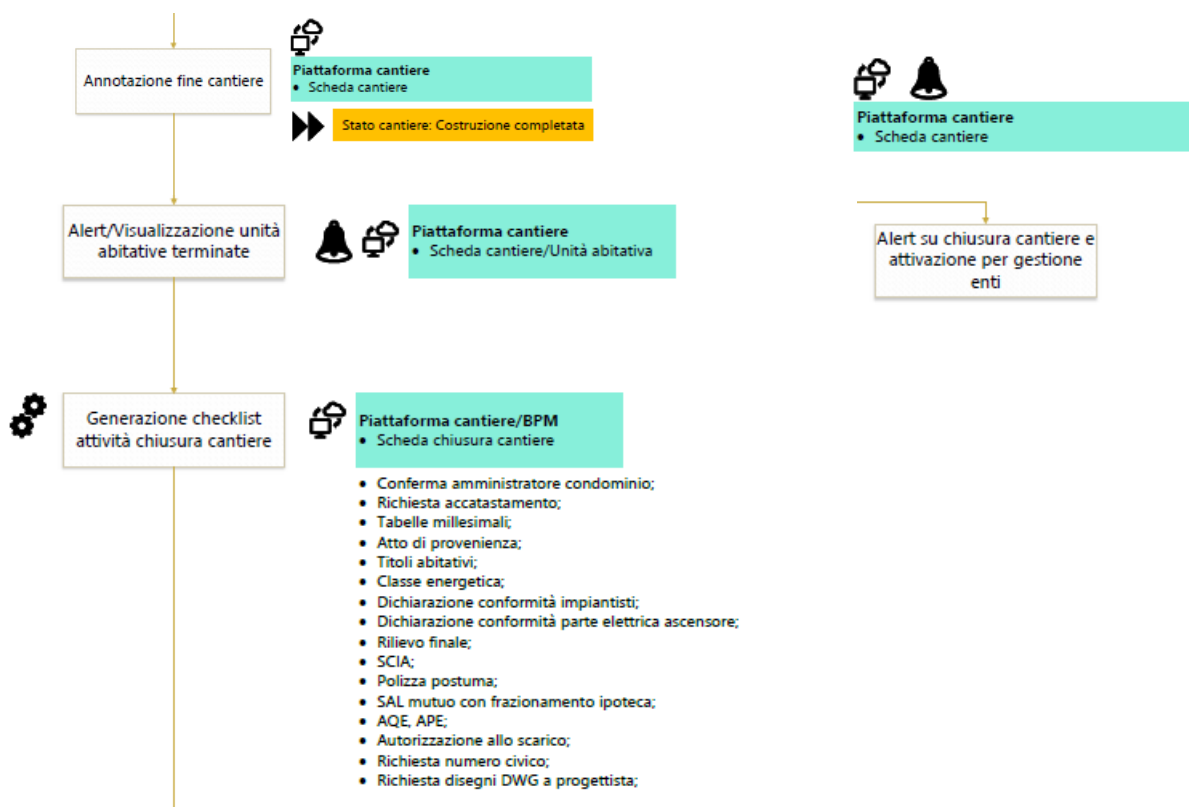 Annotazione fine cantiere
Piattaforma cantiere
• Scheda cantiere
Stato cantiere: Costruzione completata
Piattaforma cantiere
• Scheda cantiere
Alert/Visualizzazione unità
abitative terminate
Piattaforma cantiere
• Scheda cantiere/Unità abitativa
Alert su chiusura cantiere e
attivazione per gestione
enti
Generazione checklist
attività chiusura cantiere
Piattaforma cantiere/BPM
• Scheda chiusura cantiere
• Conferma amministratore condominio;
• Richiesta accatastamento;
• Tabelle millesimali;
• Atto di provenienza;
• Titoli abitativi;
• Classe energetica;
• Dichiarazione conformità impiantisti;
• Dichiarazione conformità parte elettrica ascensore;
• Rilievo finale;
• SCIA;
• Polizza postuma;
• SAL mutuo con frazionamento ipoteca;
• AQE, APE;
• Autorizzazione allo scarico;
• Richiesta numero civico;
• Richiesta disegni DWG a progettista;